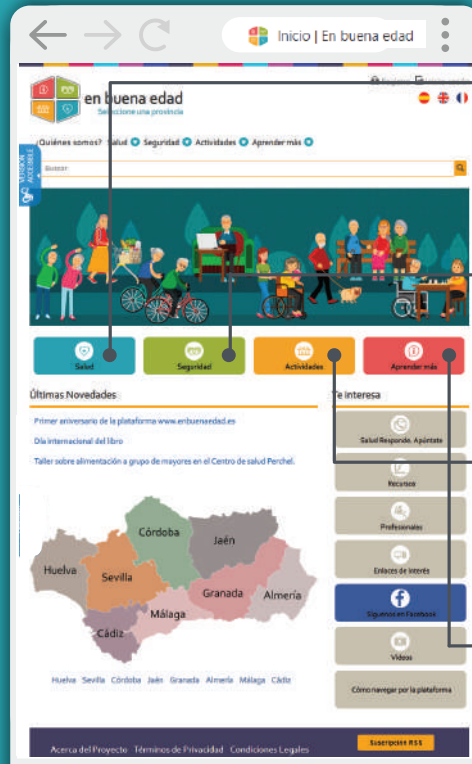 Inicio | En buena edad
en buena edad
Seleccione una provincia
¿Quiénes somos? Salud Seguridad Actividades Aprender más
VERSIÓN
ACCESIBLE
Buscar
Salud
Seguridad
Actividades
Aprender más
Últimas Novedades
Te interesa
Primer aniversario de la plataforma www.enbuenaedad.es
Día internacional del libro
Taller sobre alimentación a grupo de mayores en el Centro de salud Perchel.
Salud Responde. Apúntate
Recursos
Profesionales
Enlaces de interés
Síguenos en Facebook
Vídeos
Cómo navegar por la plataforma
Huelva
Sevilla
Córdoba
Jaén
Granada
Almería
Málaga
Cádiz
Huelva Sevilla Córdoba Jaén Granada Almería Málaga Cádiz
Acerca del Proyecto Términos de Privacidad Condiciones Legales
Suscripción RSS